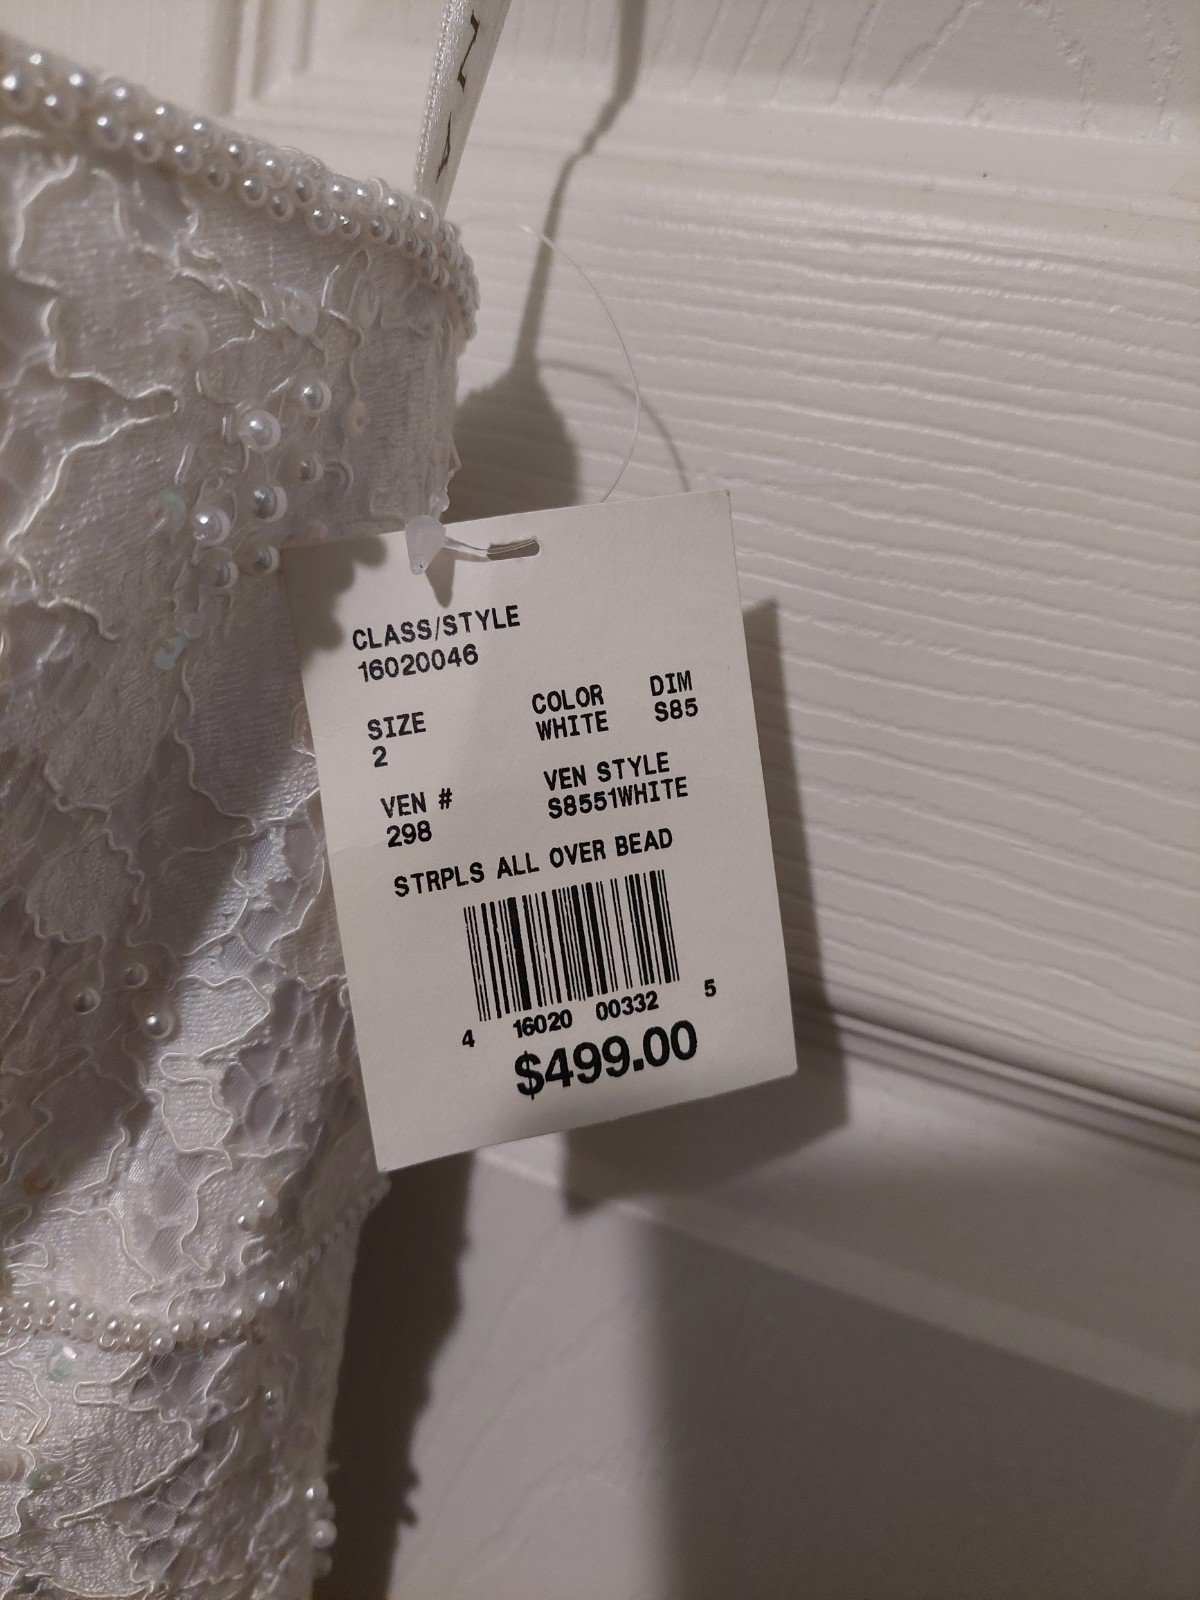 CLASS/STYLE
16020046
SIZE COLOR DIM
2 WHITE S85
VEN # VEN STYLE
298 S8551WHITE
STRPLS ALL OVER BEAD
4 16020 00332 5
$499.00